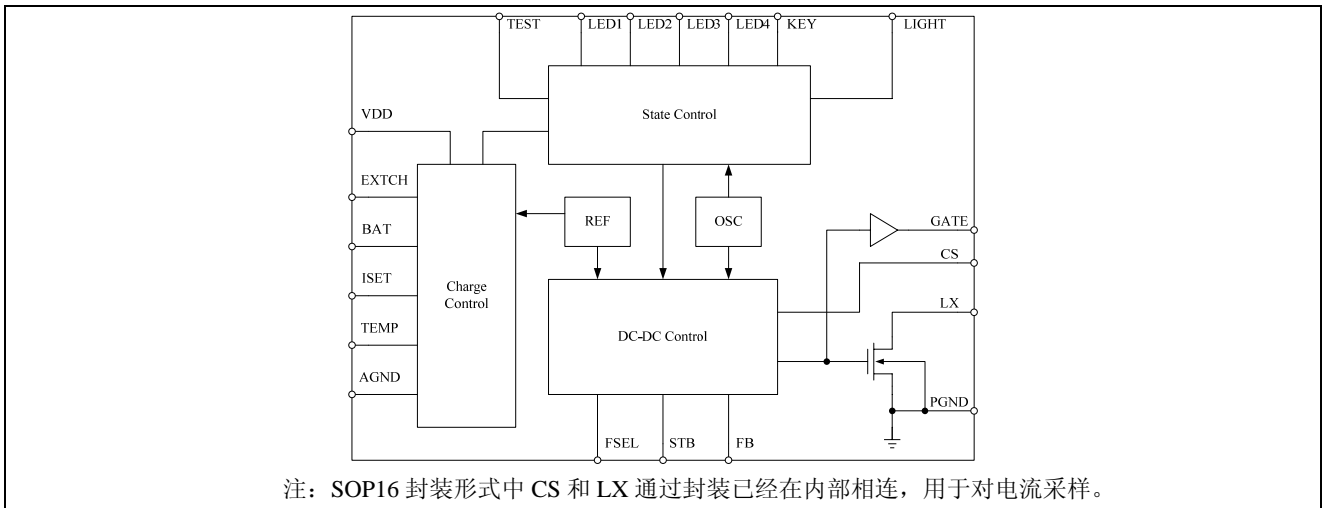 TEST LED1 LED2 LED3 LED4 KEY LIGHT
VDD
State Control
EXTCH
BAT
REF
OSC
GATE
CS
ISET
Charge
Control
LX
TEMP
DC-DC Control
AGND
PGND
FSEL STB FB
注：SOP16 封装形式中 CS 和 LX 通过封装已经在内部相连，用于对电流采样。